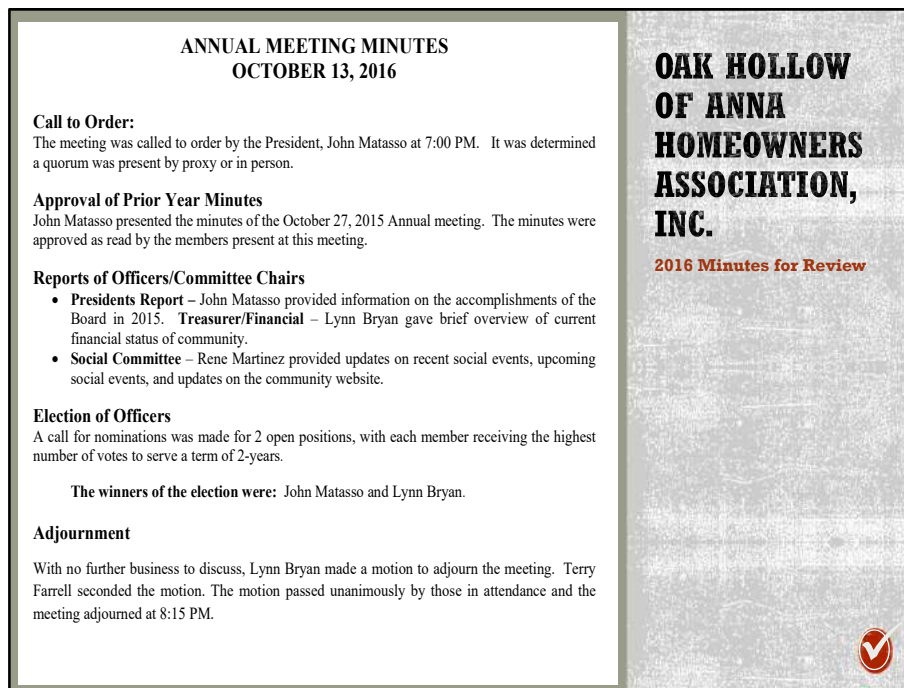 ANNUAL MEETING MINUTES
OCTOBER 13, 2016
Call to Order:
The meeting was called to order by the President, John Matasso at 7:00 PM. It was determined
a quorum was present by proxy or in person.
Approval of Prior Year Minutes
John Matasso presented the minutes of the October 27, 2015 Annual meeting. The minutes were
approved as read by the members present at this meeting.
Reports of Officers/Committee Chairs
• Presidents Report – John Matasso provided information on the accomplishments of the
Board in 2015. Treasurer/Financial – Lynn Bryan gave brief overview of current
financial status of community.
• Social Committee – Rene Martinez provided updates on recent social events, upcoming
social events, and updates on the community website.
Election of Officers
A call for nominations was made for 2 open positions, with each member receiving the highest
number of votes to serve a term of 2-years.
The winners of the election were: John Matasso and Lynn Bryan.
Adjournment
With no further business to discuss, Lynn Bryan made a motion to adjourn the meeting. Terry
Farrell seconded the motion. The motion passed unanimously by those in attendance and the
meeting adjourned at 8:15 PM.
OAK HOLLOW
OF ANNA
HOMEOWNERS
ASSOCIATION,
INC.
2016 Minutes for Review